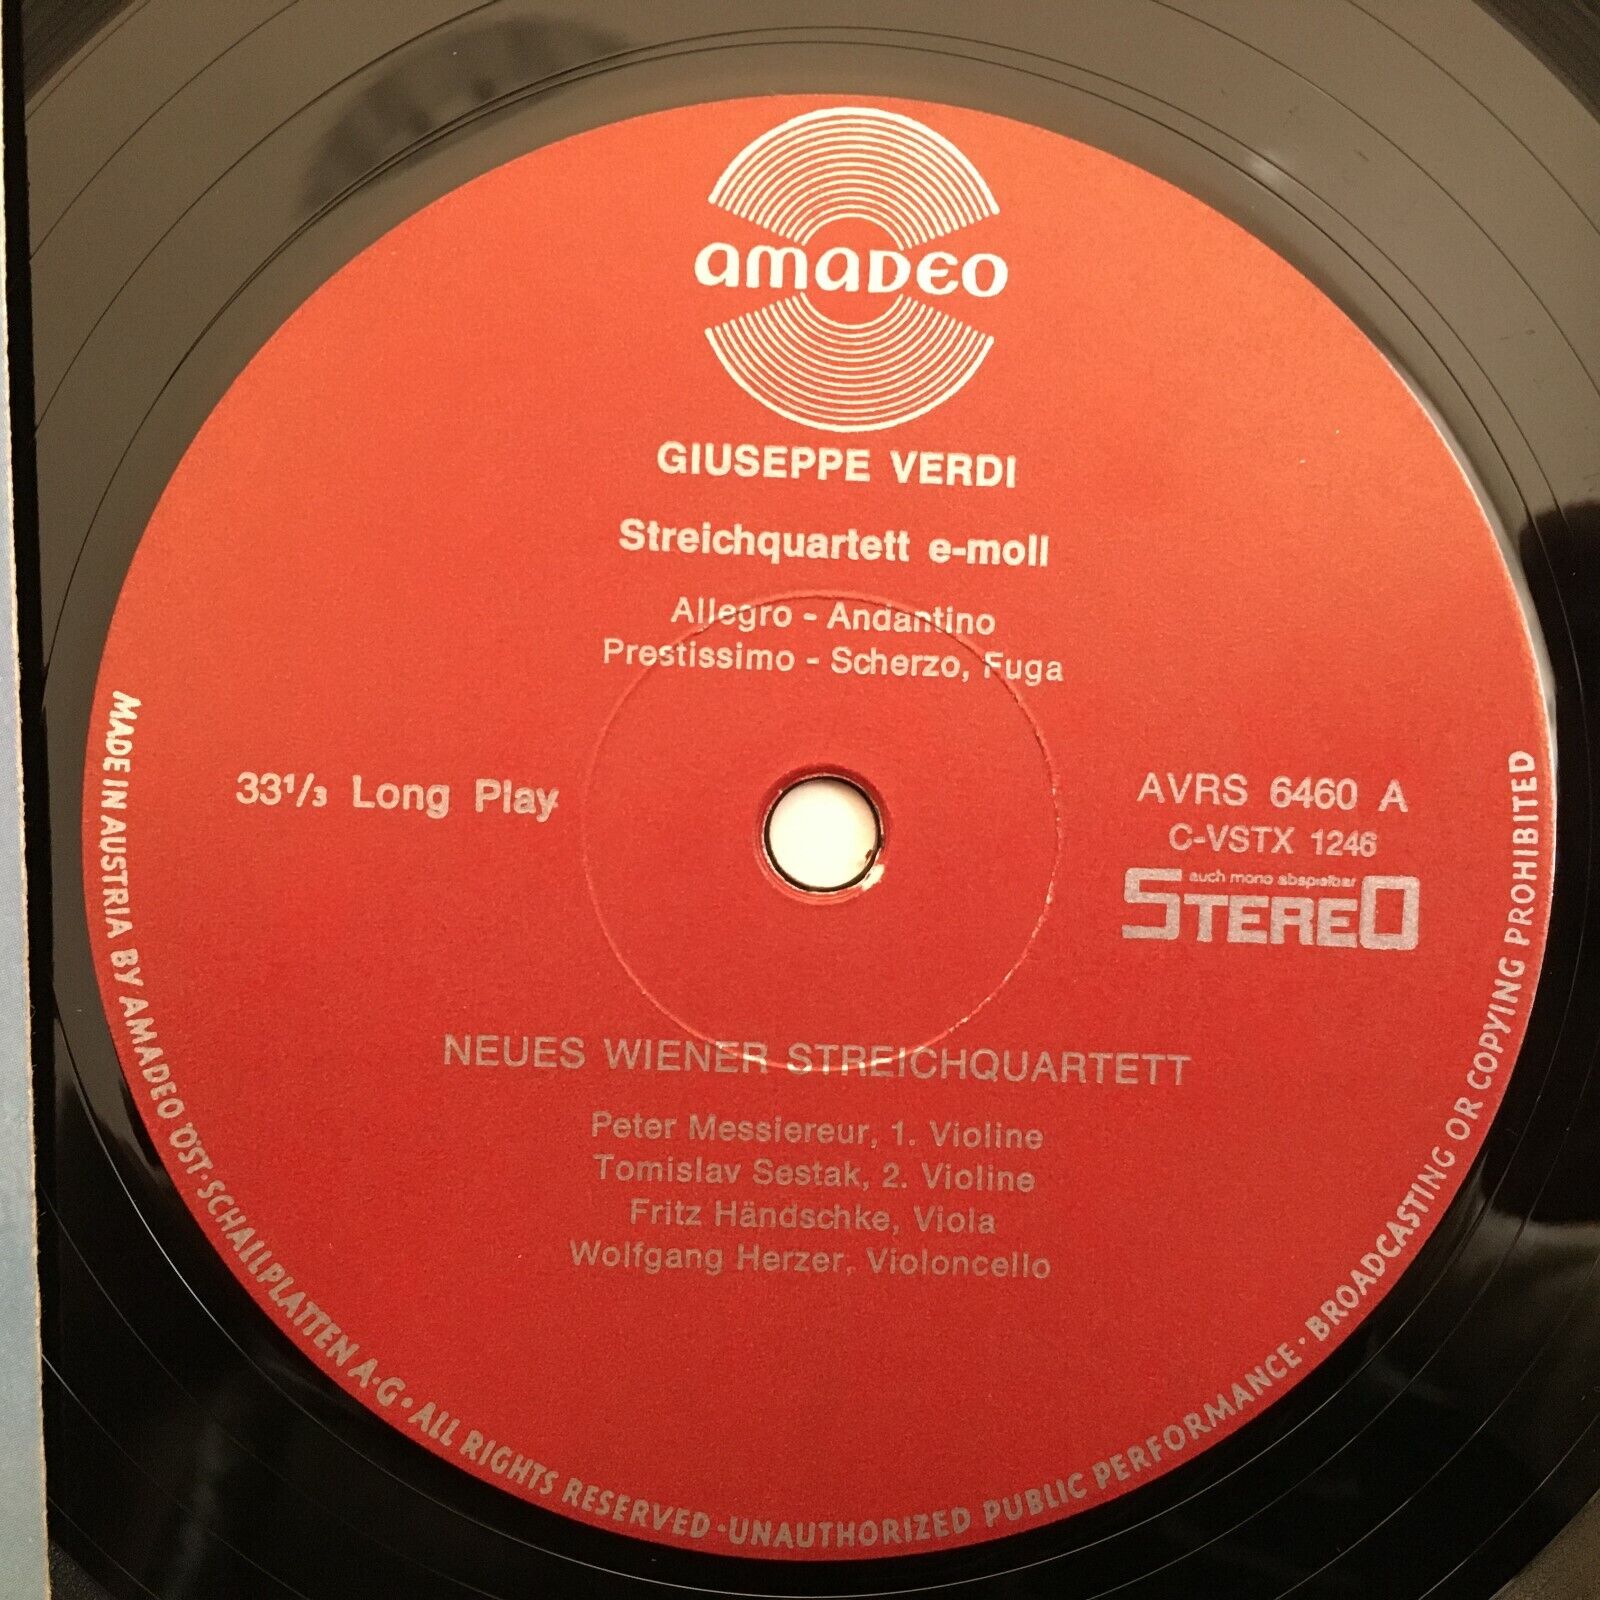 amadeo
GIUSEPPE VERDI
Streichquartett e-moll
Allegro - Andantino
Prestissimo - Scherzo, Fuga
33 1/3 Long Play
AVRS 6460 A
C-VSTX 1246
auch mono abspielbar
STEREO
NEUES WIENER STREICHQUARTETT
Peter Messiereur, 1. Violine
Tomislav Sestak, 2. Violine
Fritz Händschke, Viola
Wolfgang Herzer, Violoncello
MADE IN AUSTRIA BY AMADEO ÖST. SCHALLPLATTEN A·G· ALL RIGHTS RESERVED · UNAUTHORIZED PUBLIC PERFORMANCE · BROADCASTING OR COPYING PROHIBITED